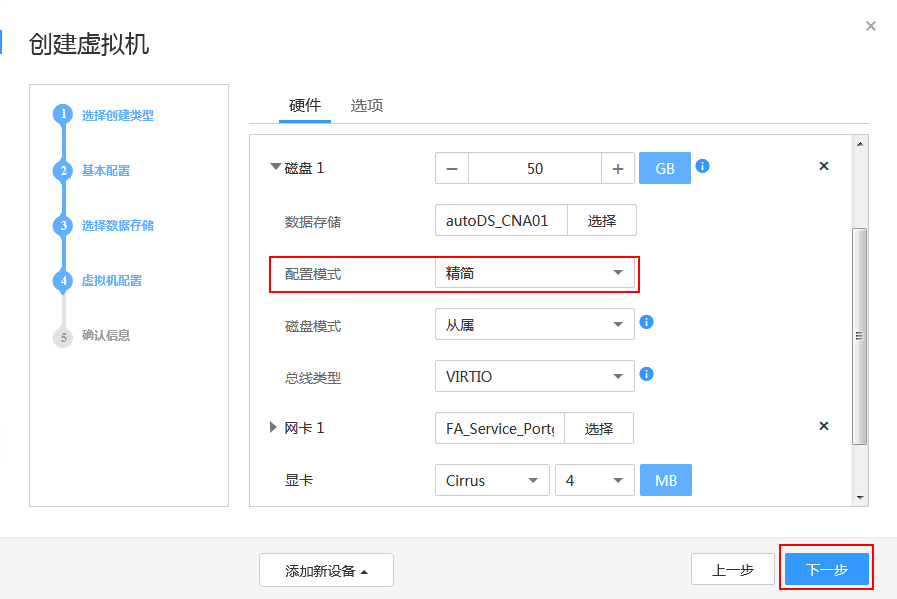 创建虚拟机
1 选择创建类型
2 基本配置
3 选择数据存储
4 虚拟机配置
5 确认信息
硬件 选项
磁盘 1 50 GB
数据存储 autoDS_CNA01 选择
配置模式 精简
磁盘模式 从属
总线类型 VIRTIO
网卡 1 FA_Service_Portg 选择
显卡 Cirrus 4 MB
添加新设备 上一步 下一步